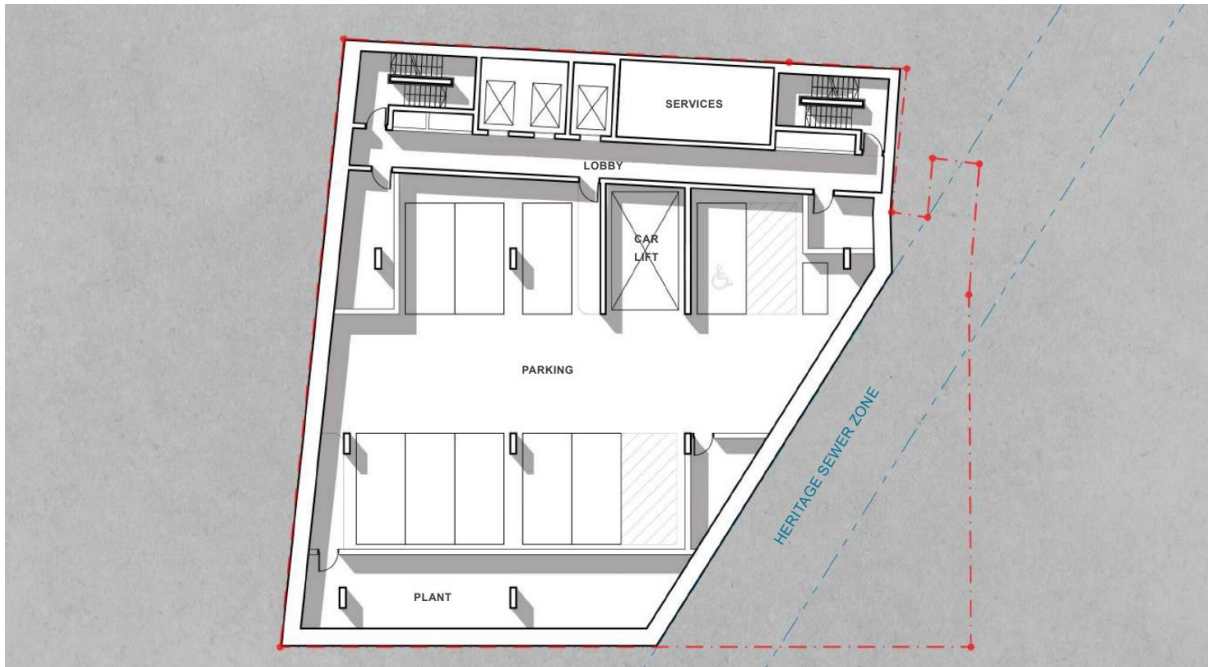 SERVICES
LOBBY
CAR
LIFT
PARKING
HERITAGE SEWER ZONE
PLANT